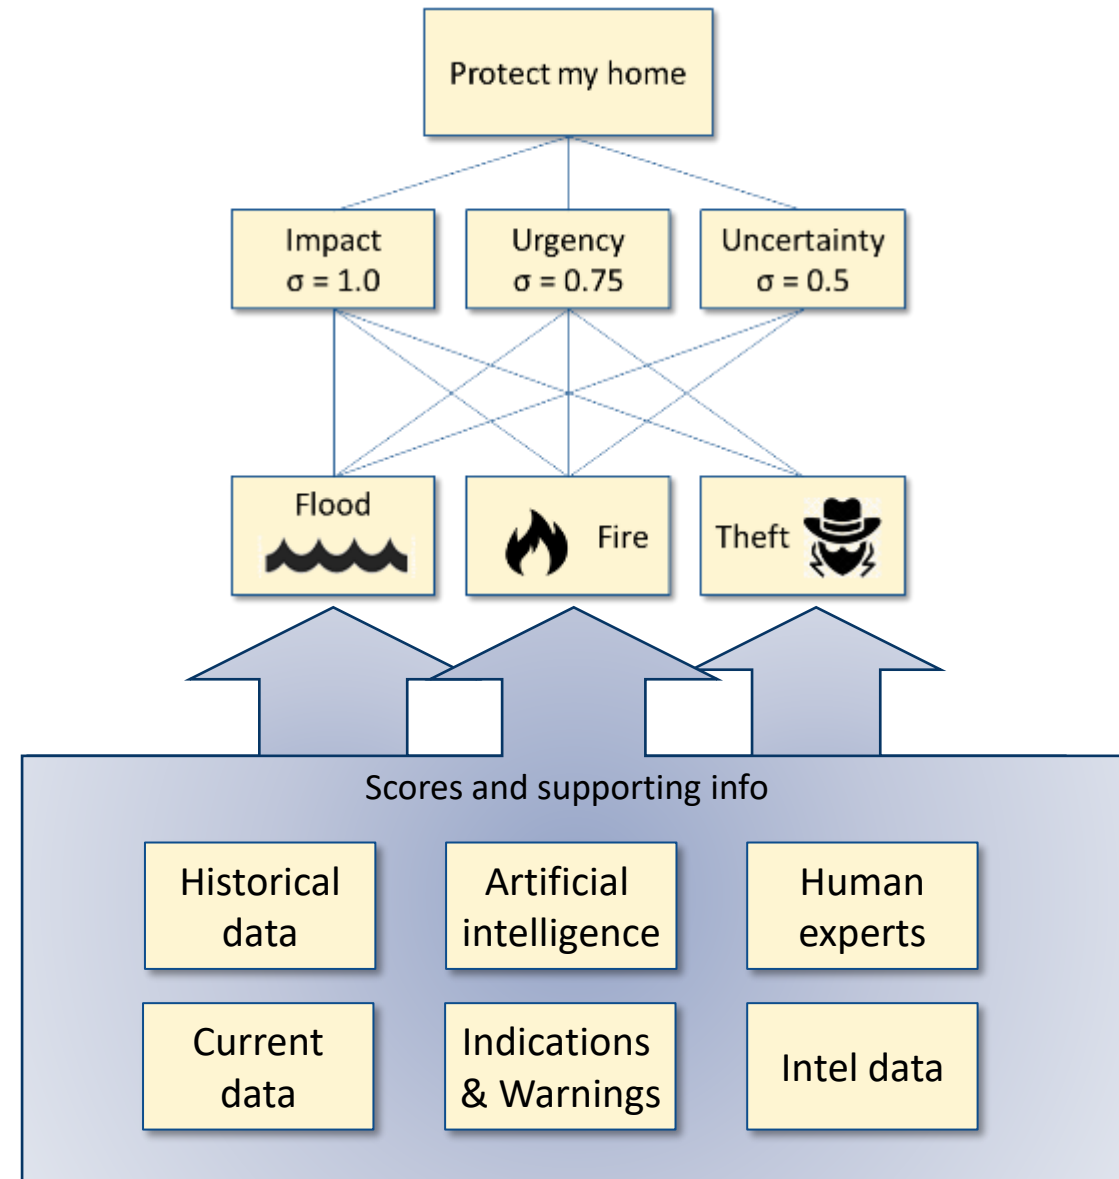 Protect my home
Impact
σ = 1.0
Urgency
σ = 0.75
Uncertainty
σ = 0.5
Flood
Fire
Theft
Scores and supporting info
Historical
data
Artificial
intelligence
Human
experts
Current
data
Indications
& Warnings
Intel data